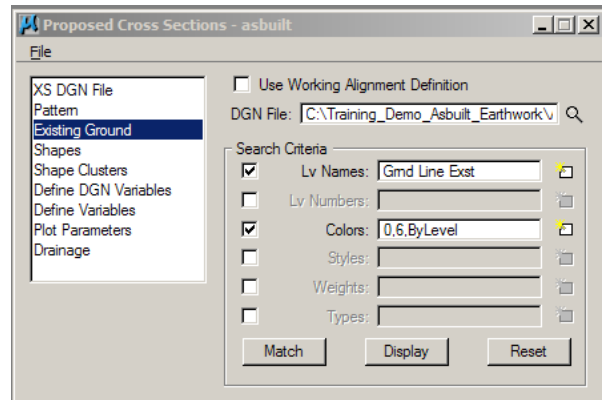 Proposed Cross Sections - asbuilt
File
XS DGN File
Pattern
Existing Ground
Shapes
Shape Clusters
Define DGN Variables
Define Variables
Plot Parameters
Drainage
Use Working Alignment Definition
DGN File: C:\Training_Demo_Asbuilt_Earthwork\
Search Criteria
Lv Names: Grnd Line Exst
Lv Numbers:
Colors: 0,6,ByLevel
Styles:
Weights:
Types:
Match Display Reset